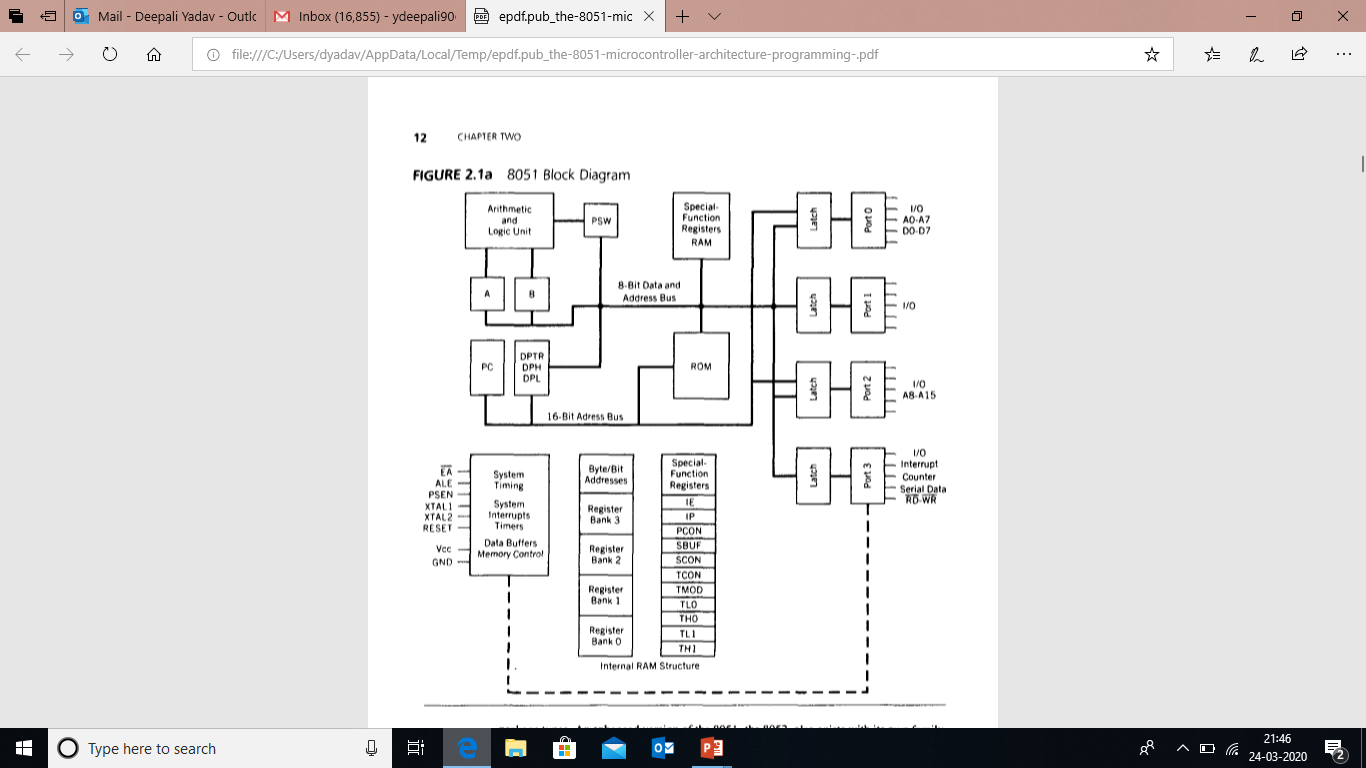 Mail - Deepali Yadav - Outlo
Inbox (16,855) - ydeepali90
epdf.pub_the-8051-mic
file:///C:/Users/dyadav/AppData/Local/Temp/epdf.pub_the-8051-microcontroller-architecture-programming-.pdf
12 CHAPTER TWO
FIGURE 2.1a 8051 Block Diagram
Arithmetic
and
Logic Unit
PSW
Special-
Function
Registers
RAM
Latch
Port 0
I/O
A0-A7
D0-D7
A
B
8-Bit Data and
Address Bus
Latch
Port 1
I/O
PC
DPTR
DPH
DPL
ROM
Latch
Port 2
I/O
A8-A15
16-Bit Adress Bus
Latch
Port 3
I/O
Interrupt
Counter
Serial Data
RD-WR
EA
ALE
PSEN
XTAL1
XTAL2
RESET
Vcc
GND
System
Timing
System
Interrupts
Timers
Data Buffers
Memory Control
Byte/Bit
Addresses
Register
Bank 3
Register
Bank 2
Register
Bank 1
Register
Bank 0
Special-
Function
Registers
IE
IP
PCON
SBUF
SCON
TCON
TMOD
TL0
TH0
TL1
TH1
Internal RAM Structure
Type here to search
21:46
24-03-2020
2